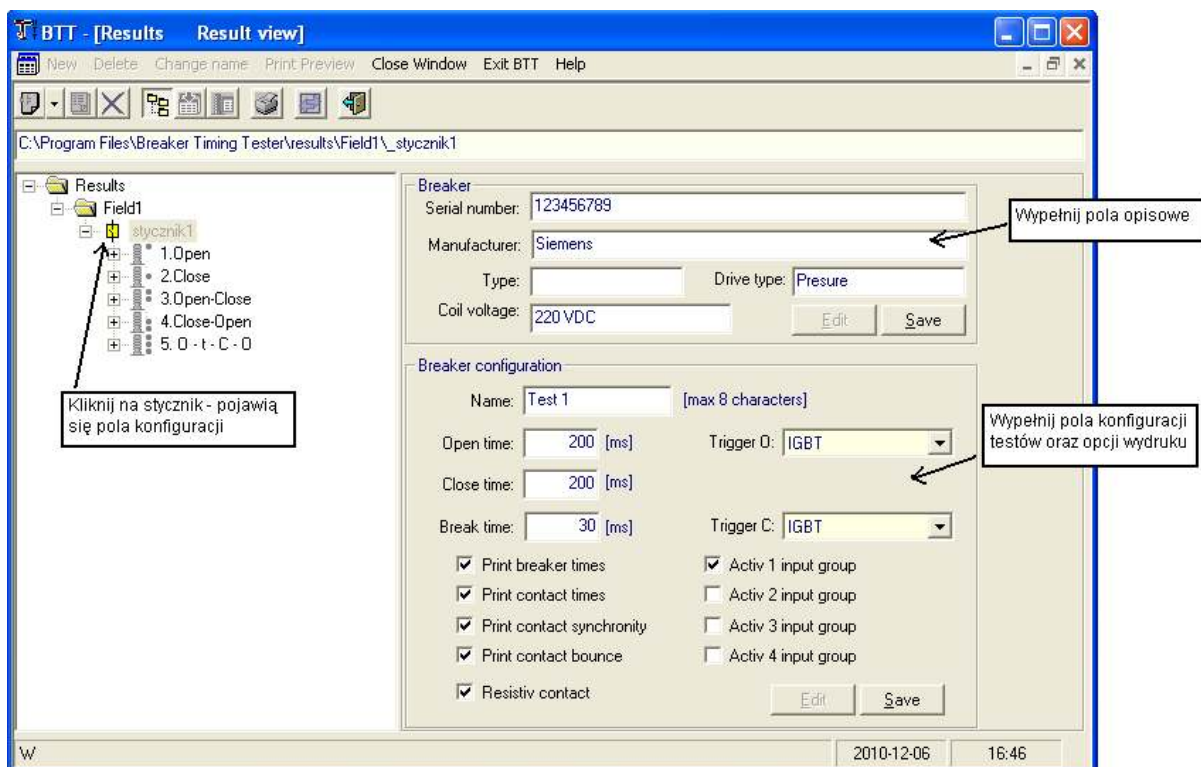 BTT - [Results Result view]
New Delete Change name Print Preview Close Window Exit BTT Help
C:\Program Files\Breaker Timing Tester\results\Field1\_stycznik1
Results
Field1
stycznik1
1.Open
2.Close
3.Open-Close
4.Close-Open
5. O - t - C - O
Kliknij na stycznik - pojawią
się pola konfiguracji
Breaker
Serial number: 123456789
Manufacturer: Siemens
Type: Drive type: Presure
Coil voltage: 220 VDC Edit Save
Wypełnij pola opisowe
Breaker configuration
Name: Test 1 [max 8 characters]
Open time: 200 [ms] Trigger O: IGBT
Close time: 200 [ms]
Break time: 30 [ms] Trigger C: IGBT
Wypełnij pola konfiguracji
testów oraz opcji wydruku
Print breaker times Activ 1 input group
Print contact times Activ 2 input group
Print contact synchronity Activ 3 input group
Print contact bounce Activ 4 input group
Resistiv contact Edit Save
W 2010-12-06 16:46